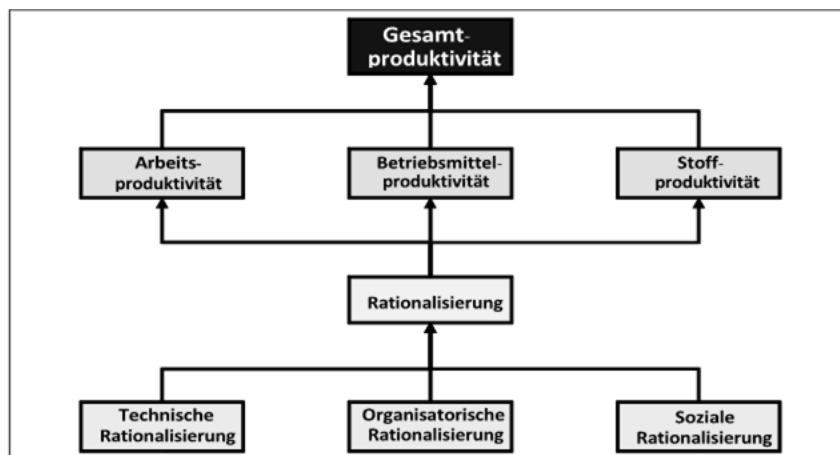 Gesamt-
produktivität
Arbeits-
produktivität
Betriebsmittel-
produktivität
Stoff-
produktivität
Rationalisierung
Technische
Rationalisierung
Organisatorische
Rationalisierung
Soziale
Rationalisierung